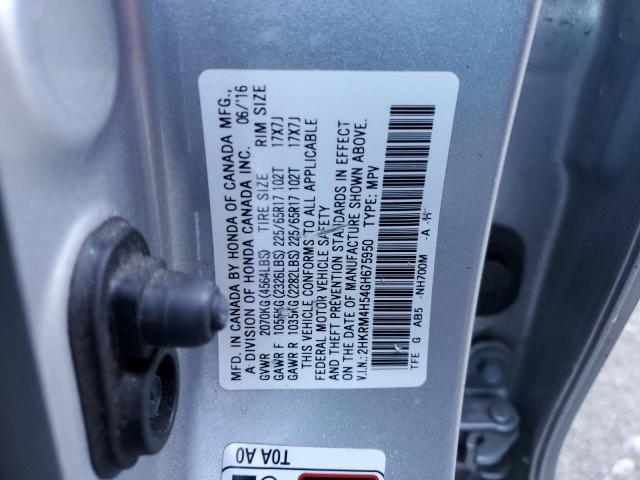 MFD. IN CANADA BY HONDA OF CANADA MFG.,
A DIVISION OF HONDA CANADA INC. 06/'16
GVWR 2070KG(4564LBS) TIRE SIZE RIM SIZE
GAWR F 1055KG(2326LBS) 225/65R17 102T 17X7J
GAWR R 1035KG(2282LBS) 225/65R17 102T 17X7J
THIS VEHICLE CONFORMS TO ALL APPLICABLE
FEDERAL MOTOR VEHICLE SAFETY
AND THEFT PREVENTION STANDARDS IN EFFECT
ON THE DATE OF MANUFACTURE SHOWN ABOVE.
V.I.N.: 2HKRM4H54GH675950 TYPE: MPV
TFE G AB5 -NH700M -A
T0A A0